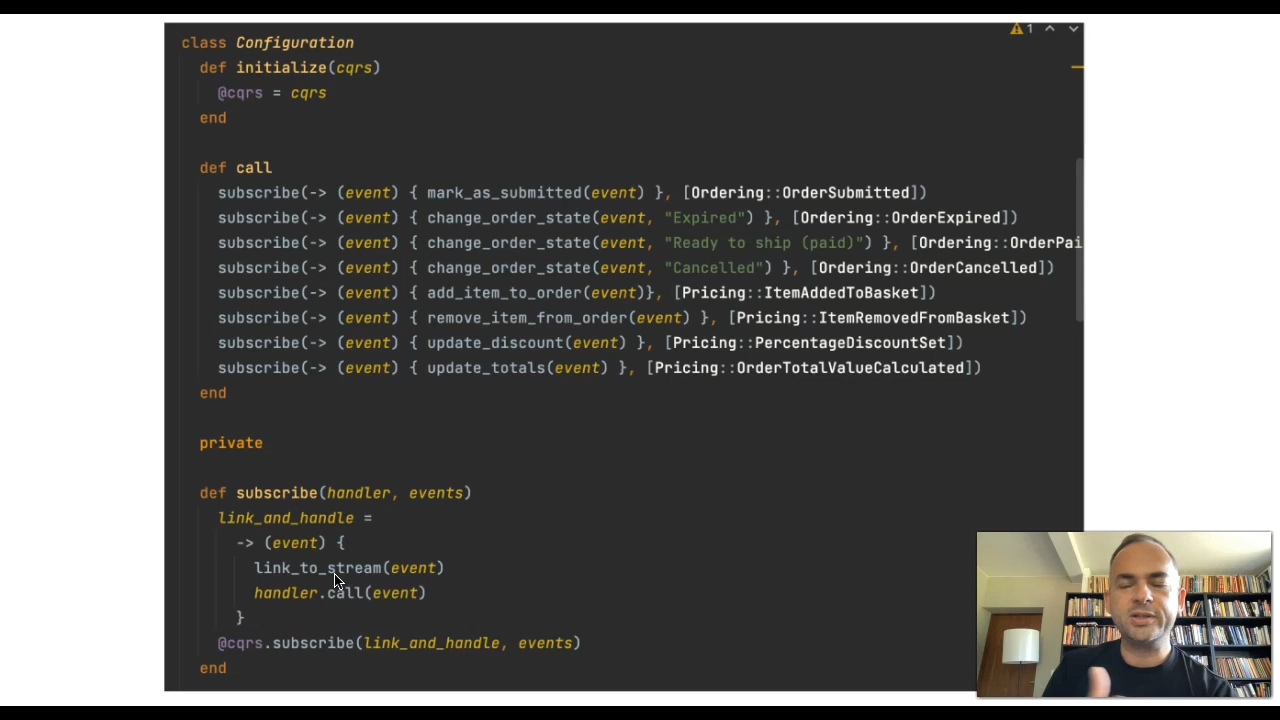 1
class Configuration
def initialize(cqrs)
@cqrs = cqrs
end
def call
subscribe(-> (event) { mark_as_submitted(event) }, [Ordering::OrderSubmitted])
subscribe(-> (event) { change_order_state(event, "Expired") }, [Ordering::OrderExpired])
subscribe(-> (event) { change_order_state(event, "Ready to ship (paid)") }, [Ordering::OrderPai
subscribe(-> (event) { change_order_state(event, "Cancelled") }, [Ordering::OrderCancelled])
subscribe(-> (event) { add_item_to_order(event)}, [Pricing::ItemAddedToBasket])
subscribe(-> (event) { remove_item_from_order(event) }, [Pricing::ItemRemovedFromBasket])
subscribe(-> (event) { update_discount(event) }, [Pricing::PercentageDiscountSet])
subscribe(-> (event) { update_totals(event) }, [Pricing::OrderTotalValueCalculated])
end
private
def subscribe(handler, events)
link_and_handle =
-> (event) {
link_to_stream(event)
handler.call(event)
}
@cqrs.subscribe(link_and_handle, events)
end